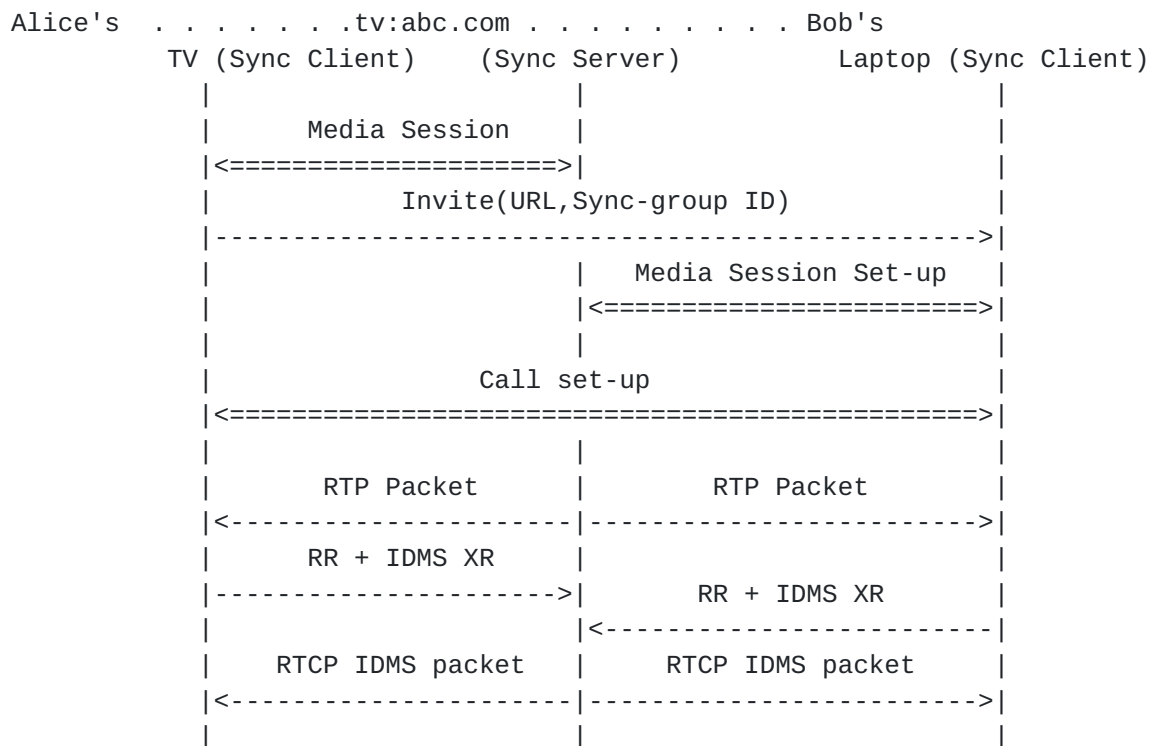 Alice's  . . . . . . .tv:abc.com . . . . . . . . . Bob's
TV (Sync Client)    (Sync Server)          Laptop (Sync Client)
|                       |                          |
|      Media Session    |                          |
|<=====================>|                          |
|            Invite(URL,Sync-group ID)             |
|------------------------------------------------->|
|                       |   Media Session Set-up   |
|                       |<========================>|
|                       |                          |
|                 Call set-up                      |
|<================================================>|
|                       |                          |
|       RTP Packet      |        RTP Packet        |
|<----------------------|------------------------->|
|      RR + IDMS XR     |                          |
|---------------------->|       RR + IDMS XR       |
|                       |<-------------------------|
|    RTCP IDMS packet   |     RTCP IDMS packet     |
|<----------------------|------------------------->|
|                       |                          |